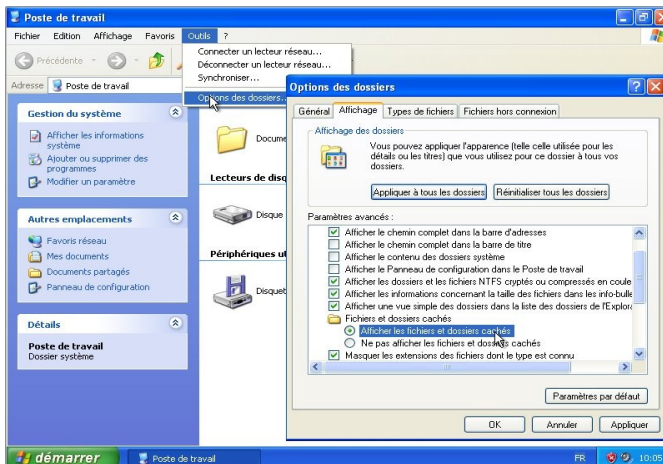 Poste de travail
Fichier Edition Affichage Favoris Outils ?
Précédente
Adresse Poste de travail
Connecter un lecteur réseau...
Déconnecter un lecteur réseau...
Synchroniser...
Options des dossiers...
Gestion du système
Afficher les informations
système
Ajouter ou supprimer des
programmes
Modifier un paramètre
Autres emplacements
Favoris réseau
Mes documents
Documents partagés
Panneau de configuration
Détails
Poste de travail
Dossier système
Docume
Lecteurs de disq
Disque
Périphériques ut
Disquet
Options des dossiers
Général Affichage Types de fichiers Fichiers hors connexion
Affichage des dossiers
Vous pouvez appliquer l'apparence (telle celle utilisée pour les
détails ou les titres) que vous utilisez pour ce dossier à tous vos
dossiers.
Appliquer à tous les dossiers Réinitialiser tous les dossiers
Paramètres avancés :
Afficher le chemin complet dans la barre d'adresses
Afficher le chemin complet dans la barre de titre
Afficher le contenu des dossiers système
Afficher le Panneau de configuration dans le Poste de travail
Afficher les dossiers et les fichiers NTFS cryptés ou compressés en coule
Afficher les informations concernant la taille des fichiers dans les info-bulle
Afficher une vue simple des dossiers dans la liste des dossiers de l'Explora
Fichiers et dossiers cachés
Afficher les fichiers et dossiers cachés
Ne pas afficher les fichiers et dossiers cachés
Masquer les extensions des fichiers dont le type est connu
Paramètres par défaut
OK Annuler Appliquer
démarrer Poste de travail FR 10:05